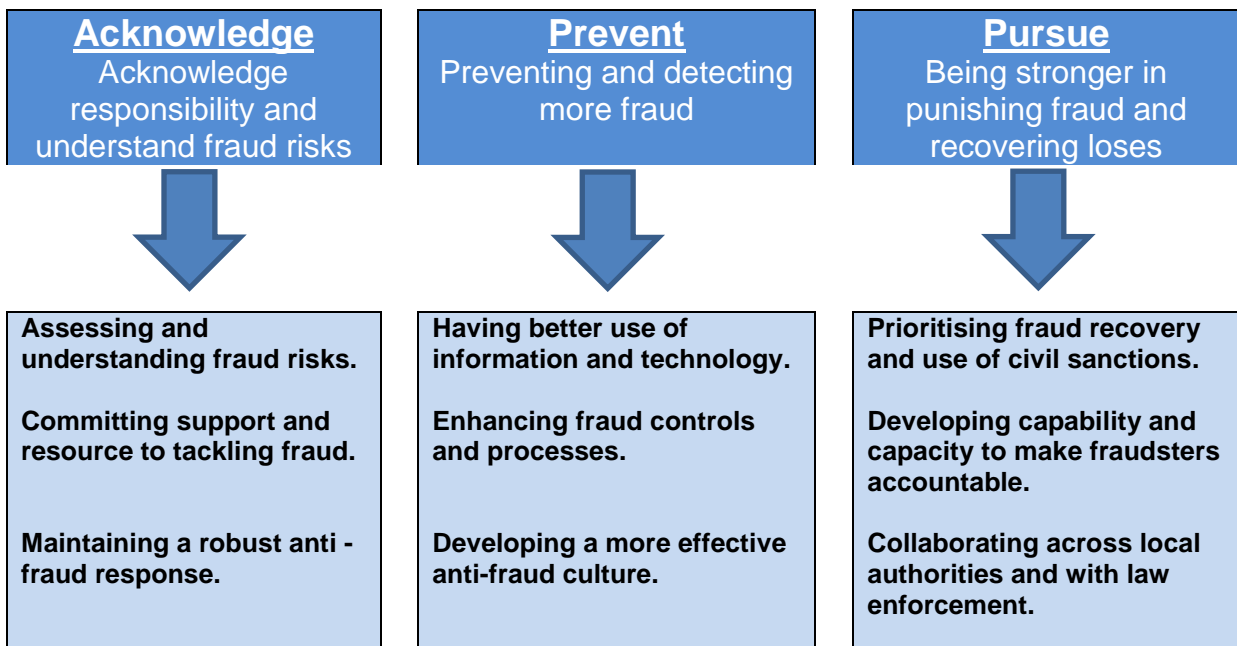 Acknowledge
Acknowledge
responsibility and
understand fraud risks
Prevent
Preventing and detecting
more fraud
Pursue
Being stronger in
punishing fraud and
recovering loses
Assessing and
understanding fraud risks.
Committing support and
resource to tackling fraud.
Maintaining a robust anti -
fraud response.
Having better use of
information and technology.
Enhancing fraud controls
and processes.
Developing a more effective
anti-fraud culture.
Prioritising fraud recovery
and use of civil sanctions.
Developing capability and
capacity to make fraudsters
accountable.
Collaborating across local
authorities and with law
enforcement.